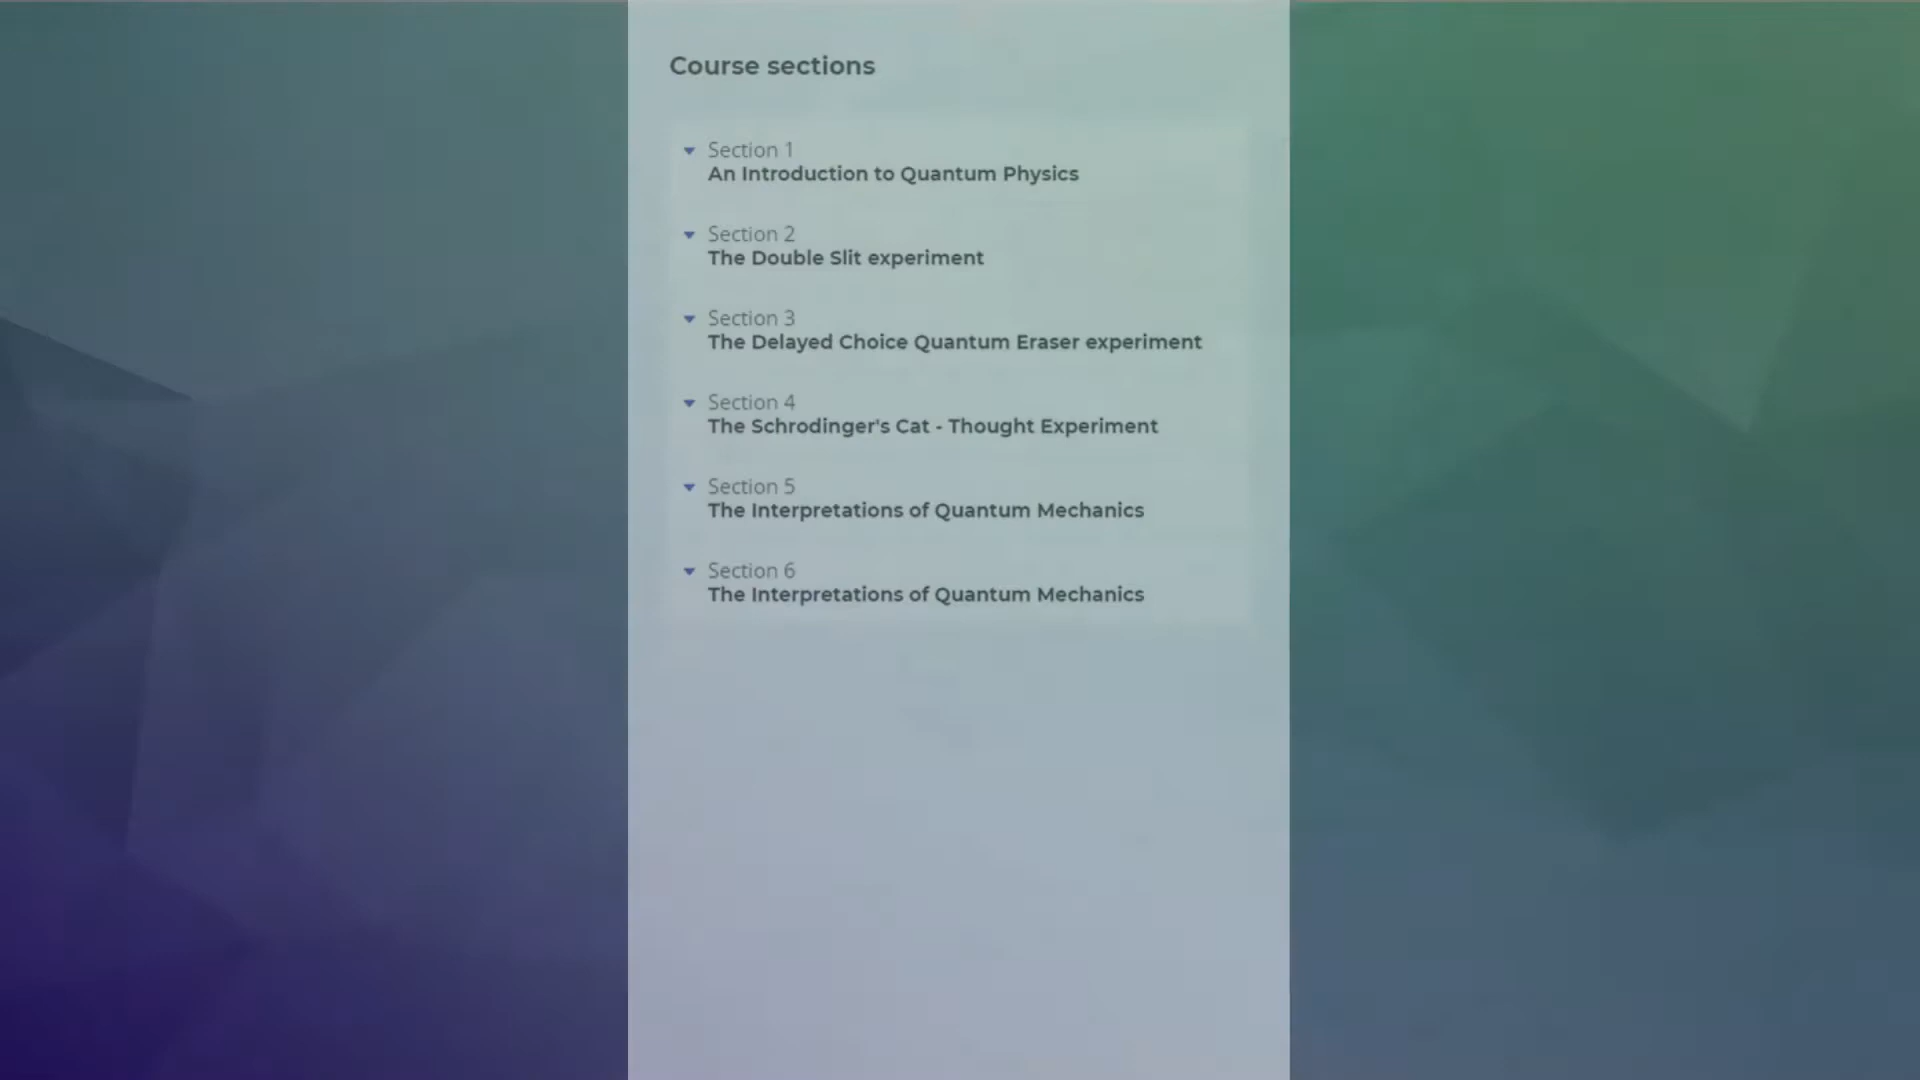 Course sections
Section 1
An Introduction to Quantum Physics
Section 2
The Double Slit experiment
Section 3
The Delayed Choice Quantum Eraser experiment
Section 4
The Schrodinger's Cat - Thought Experiment
Section 5
The Interpretations of Quantum Mechanics
Section 6
The Interpretations of Quantum Mechanics